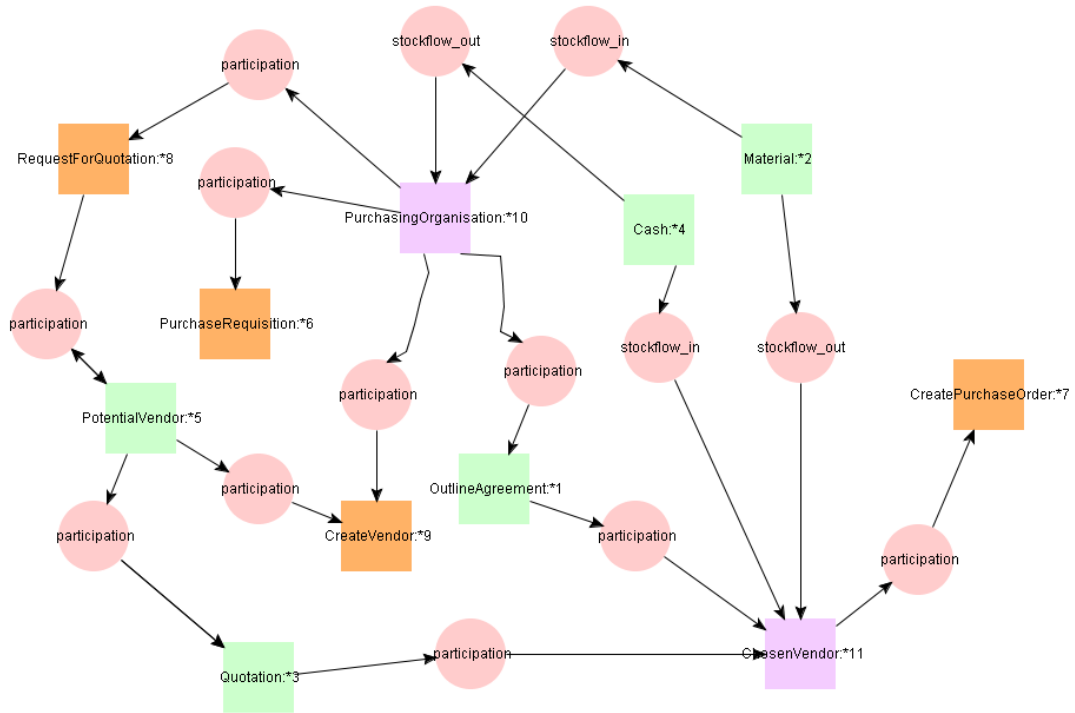 stockflow_out
stockflow_in
participation
RequestForQuotation:*8
Material:*2
participation
PurchasingOrganisation:*10
Cash:*4
participation
PurchaseRequisition:*6
stockflow_in
stockflow_out
participation
participation
CreatePurchaseOrder:*7
PotentialVendor:*5
participation
OutlineAgreement:*1
participation
CreateVendor:*9
participation
participation
participation
Quotation:*3
ChosenVendor:*11
participation